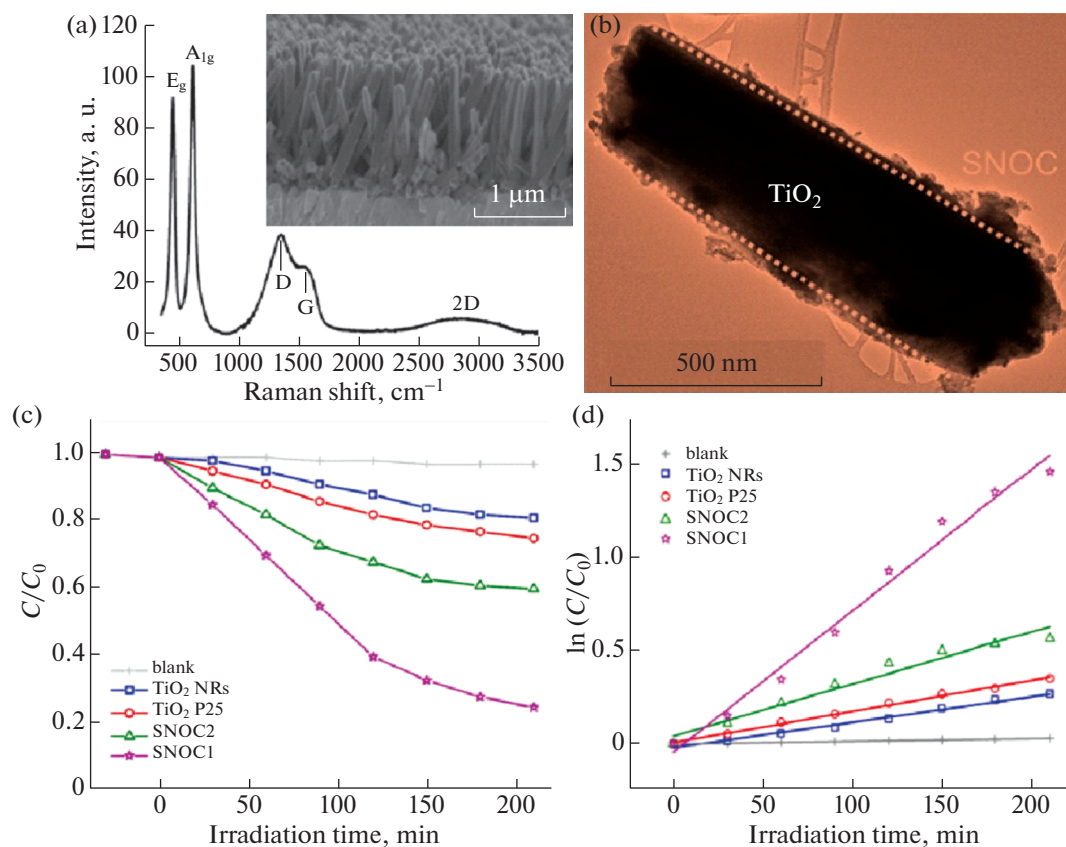 (a)
120
100
80
60
40
20
0
Intensity, a. u.
E_g
A_1g
D
G
2D
1 μm
500 1000 1500 2000 2500 3000 3500
Raman shift, cm⁻¹
(b)
SNOC
TiO₂
500 nm
(c)
1.0
0.8
0.6
0.4
0.2
C/C₀
blank
TiO₂ NRs
TiO₂ P25
SNOC2
SNOC1
0 50 100 150 200
Irradiation time, min
(d)
1.5
1.0
0.5
0
ln (C/C₀)
blank
TiO₂ NRs
TiO₂ P25
SNOC2
SNOC1
0 50 100 150 200
Irradiation time, min